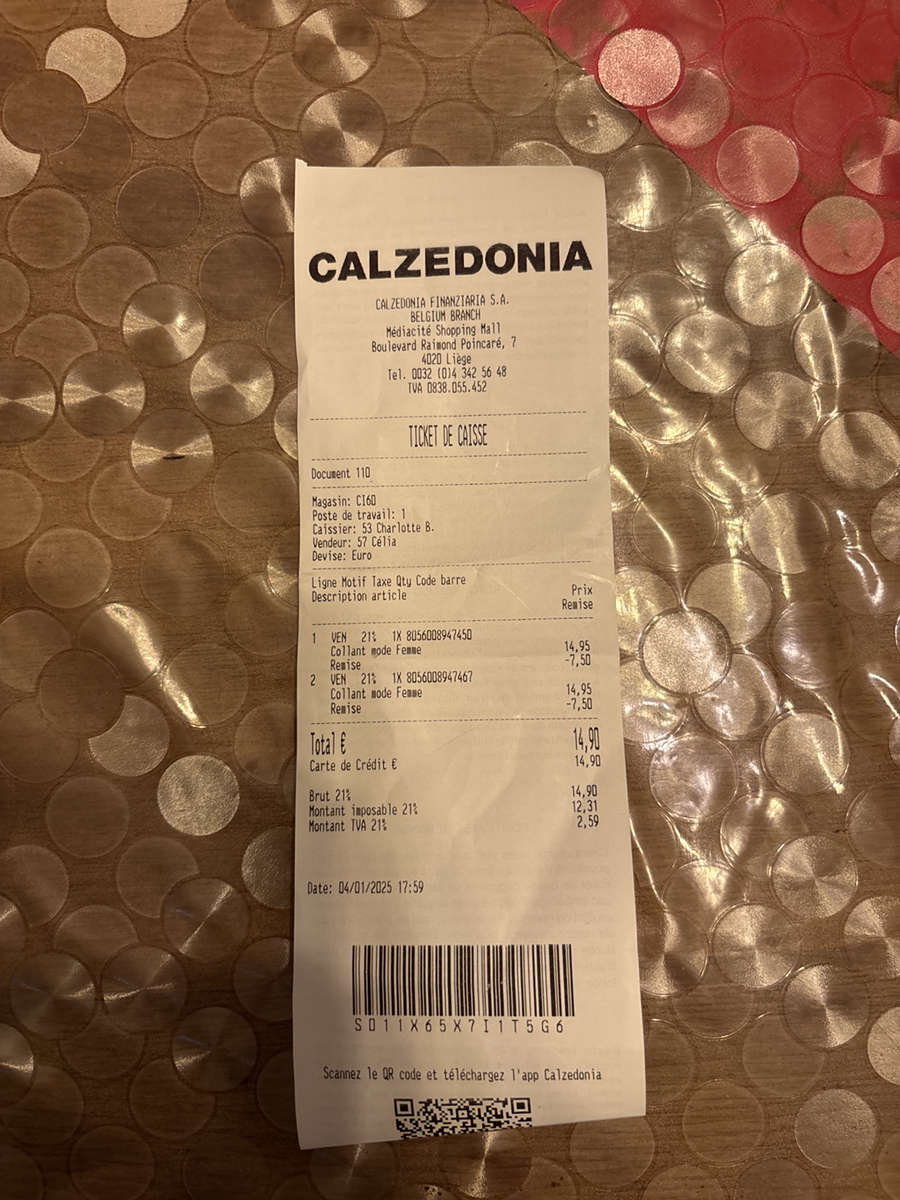 CALZEDONIA
CALZEDONIA FINANZIARIA S.A.
BELGIUM BRANCH
Médiacité Shopping Mall
Boulevard Raimond Poincaré, 7
4020 Liège
Tel. 0032 (0)4 342 56 48
TVA 0838.055.452
TICKET DE CAISSE
Document 110
Magasin: CI60
Poste de travail: 1
Caissier: 53 Charlotte B.
Vendeur: 57 Célia
Devise: Euro
Ligne Motif Taxe Qty Code barre
Description article Prix
Remise
1 VEN 21% 1X 8056008947450
Collant mode Femme 14,95
Remise -7,50
2 VEN 21% 1X 8056008947467
Collant mode Femme 14,95
Remise -7,50
Total € 14,90
Carte de Crédit € 14,90
Brut 21% 14,90
Montant imposable 21% 12,31
Montant TVA 21% 2,59
Date: 04/01/2025 17:59
S011X65X7I1T5G6
Scannez le QR code et téléchargez l'app Calzedonia